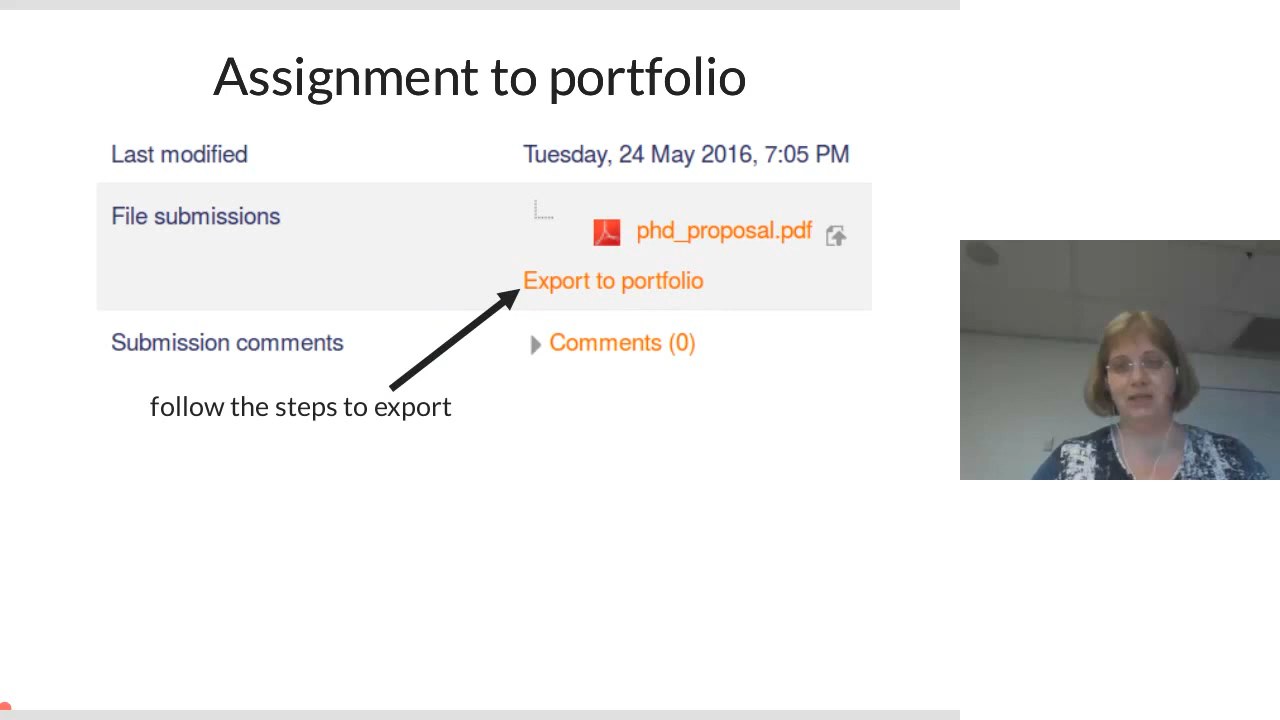 Assignment to portfolio
Last modified Tuesday, 24 May 2016, 7:05 PM
File submissions
phd_proposal.pdf
Export to portfolio
Submission comments Comments (0)
follow the steps to export